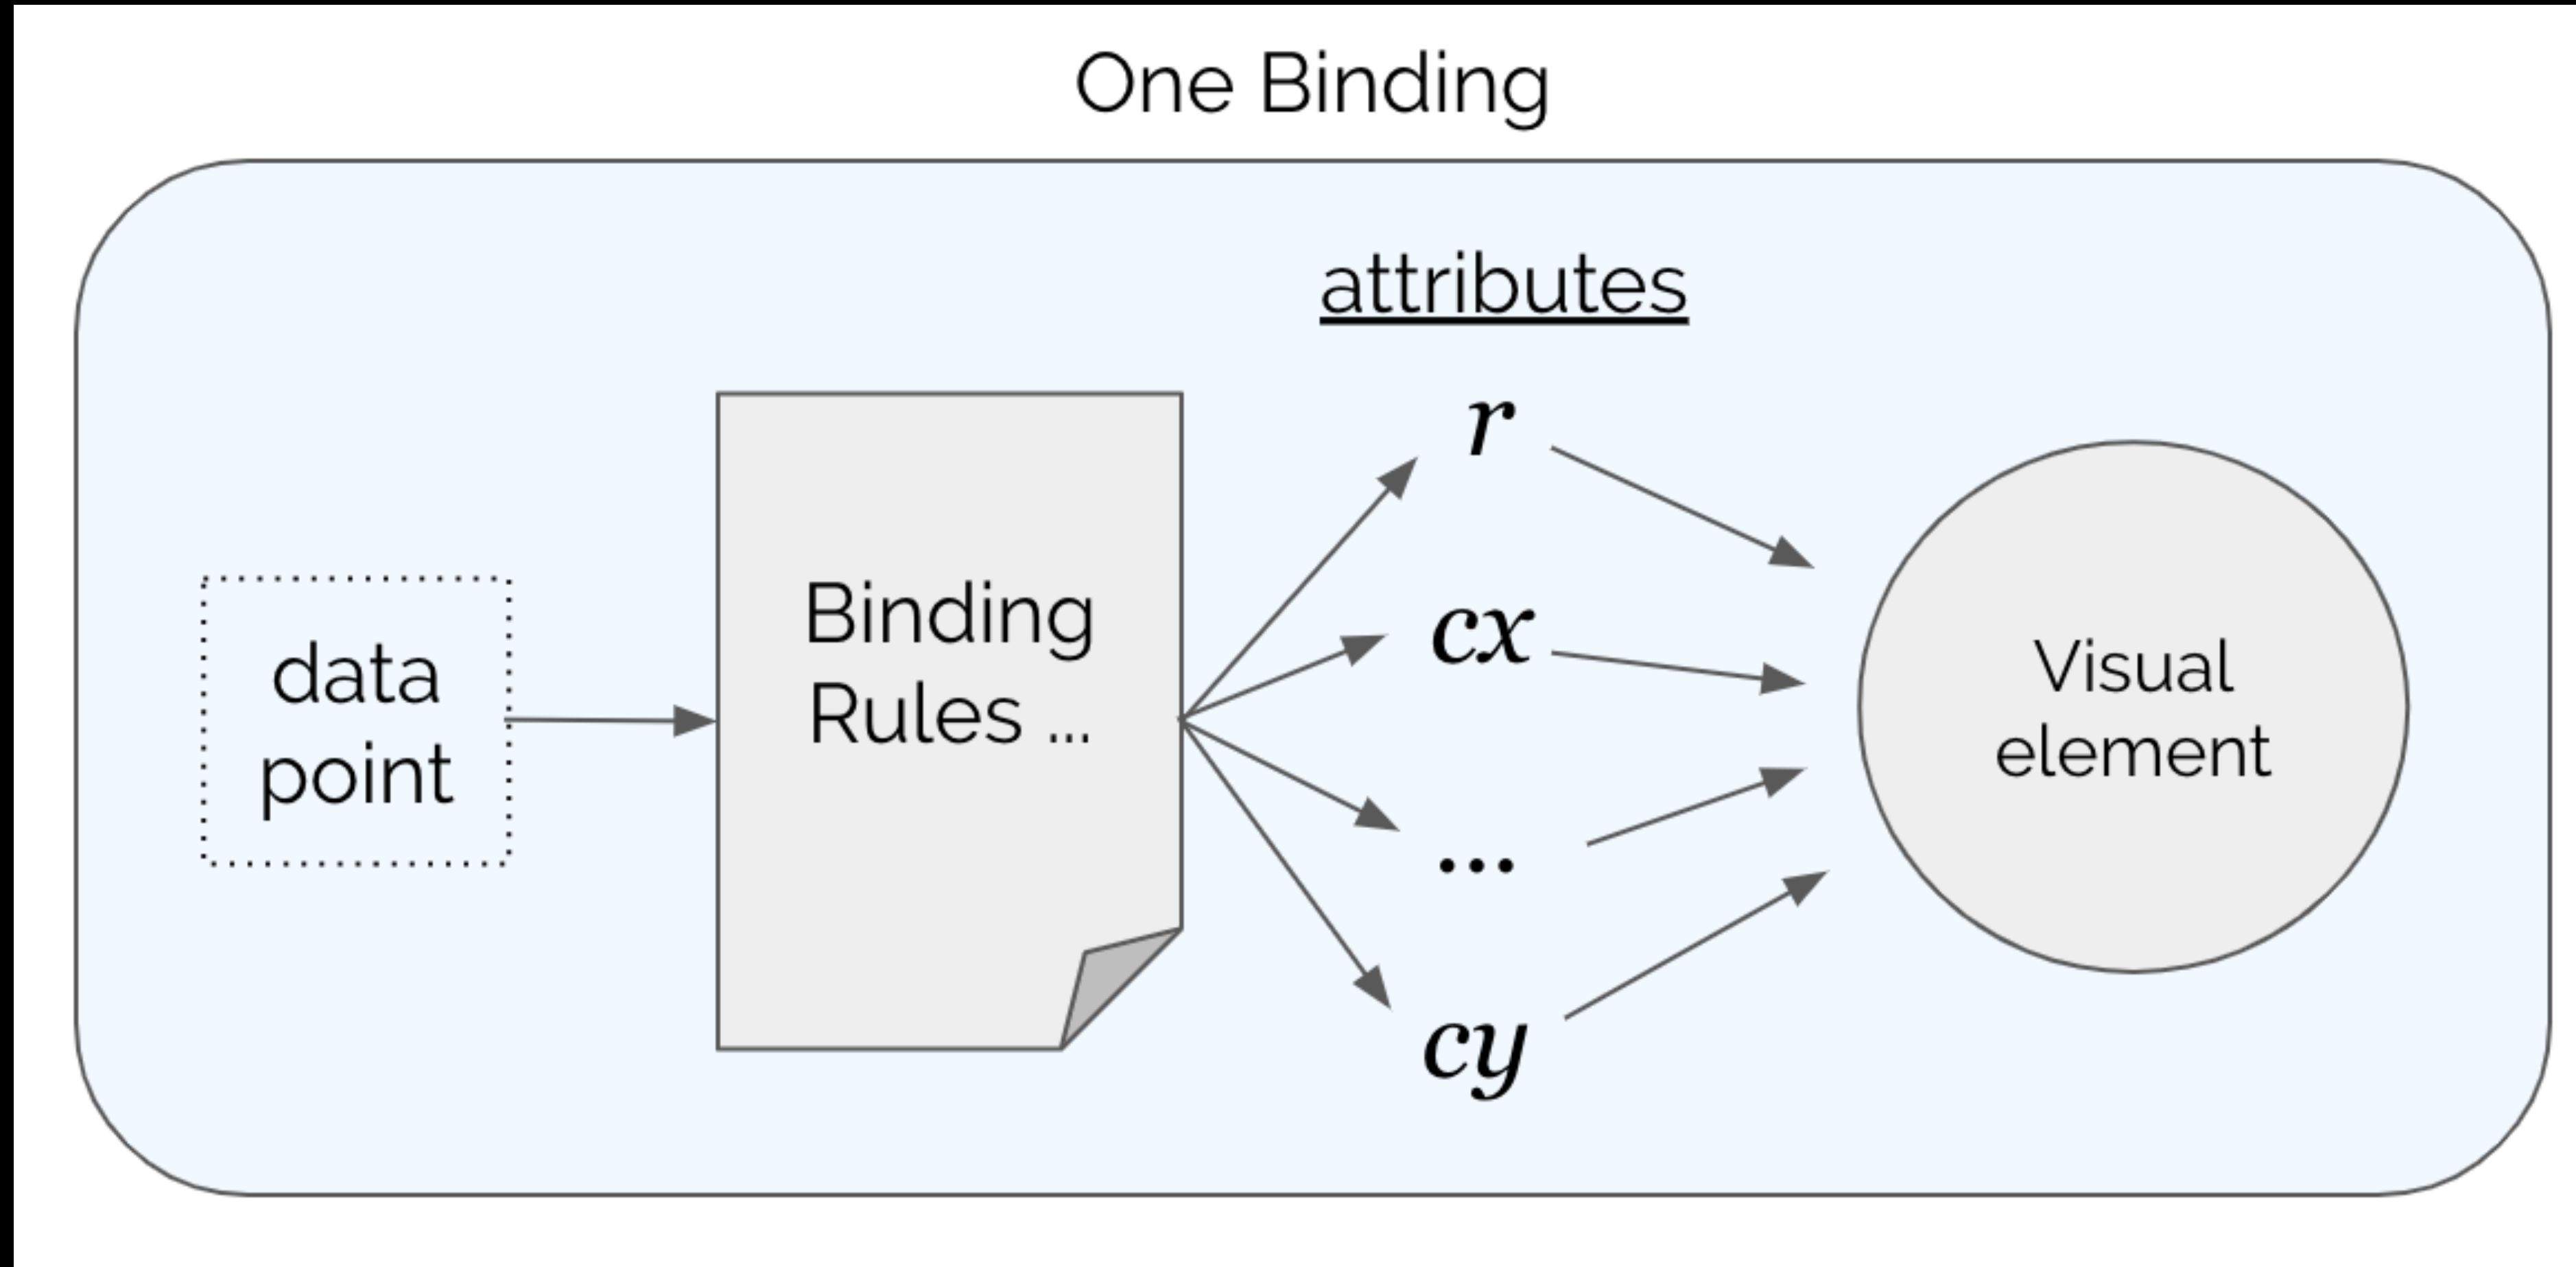 One Binding
attributes
data
point
Binding
Rules ...
r
cx
...
cy
Visual
element